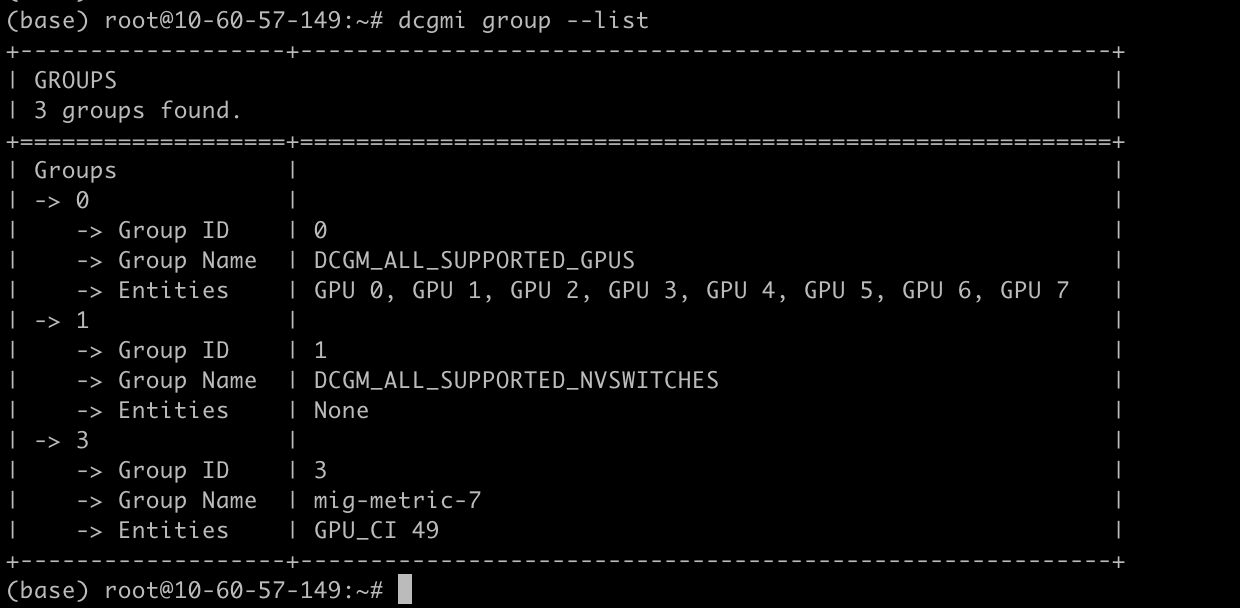 (base) root@10-60-57-149:~# dcgmi group --list
+-------------------+----------------------------------------------------------+
| GROUPS                                                                       |
| 3 groups found.                                                              |
+===================+==========================================================+
| Groups            |                                                          |
| -> 0              |                                                          |
|    -> Group ID    | 0                                                        |
|    -> Group Name  | DCGM_ALL_SUPPORTED_GPUS                                  |
|    -> Entities    | GPU 0, GPU 1, GPU 2, GPU 3, GPU 4, GPU 5, GPU 6, GPU 7   |
| -> 1              |                                                          |
|    -> Group ID    | 1                                                        |
|    -> Group Name  | DCGM_ALL_SUPPORTED_NVSWITCHES                            |
|    -> Entities    | None                                                     |
| -> 3              |                                                          |
|    -> Group ID    | 3                                                        |
|    -> Group Name  | mig-metric-7                                             |
|    -> Entities    | GPU_CI 49                                                |
+-------------------+----------------------------------------------------------+
(base) root@10-60-57-149:~#